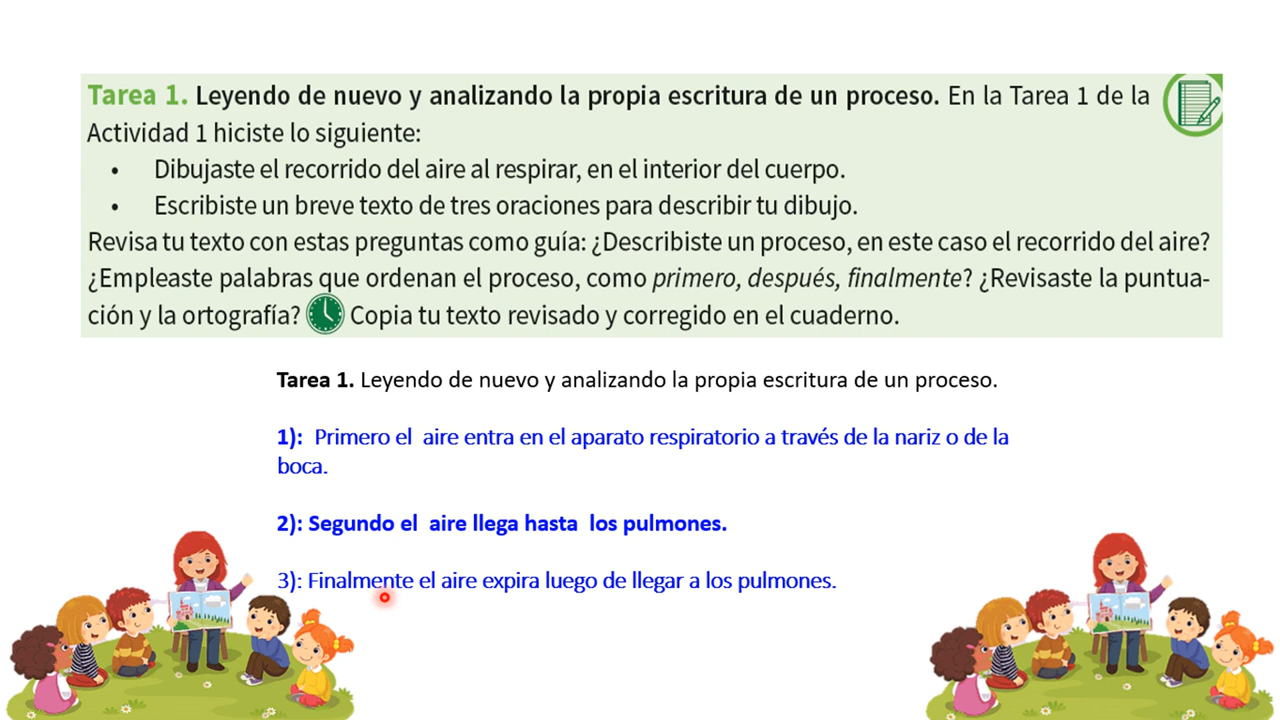 Tarea 1. Leyendo de nuevo y analizando la propia escritura de un proceso. En la Tarea 1 de la
Actividad 1 hiciste lo siguiente:
• Dibujaste el recorrido del aire al respirar, en el interior del cuerpo.
• Escribiste un breve texto de tres oraciones para describir tu dibujo.
Revisa tu texto con estas preguntas como guía: ¿Describiste un proceso, en este caso el recorrido del aire?
¿Empleaste palabras que ordenan el proceso, como primero, después, finalmente? ¿Revisaste la puntua-
ción y la ortografía? Copia tu texto revisado y corregido en el cuaderno.
Tarea 1. Leyendo de nuevo y analizando la propia escritura de un proceso.
1): Primero el aire entra en el aparato respiratorio a través de la nariz o de la
boca.
2): Segundo el aire llega hasta los pulmones.
3): Finalmente el aire expira luego de llegar a los pulmones.